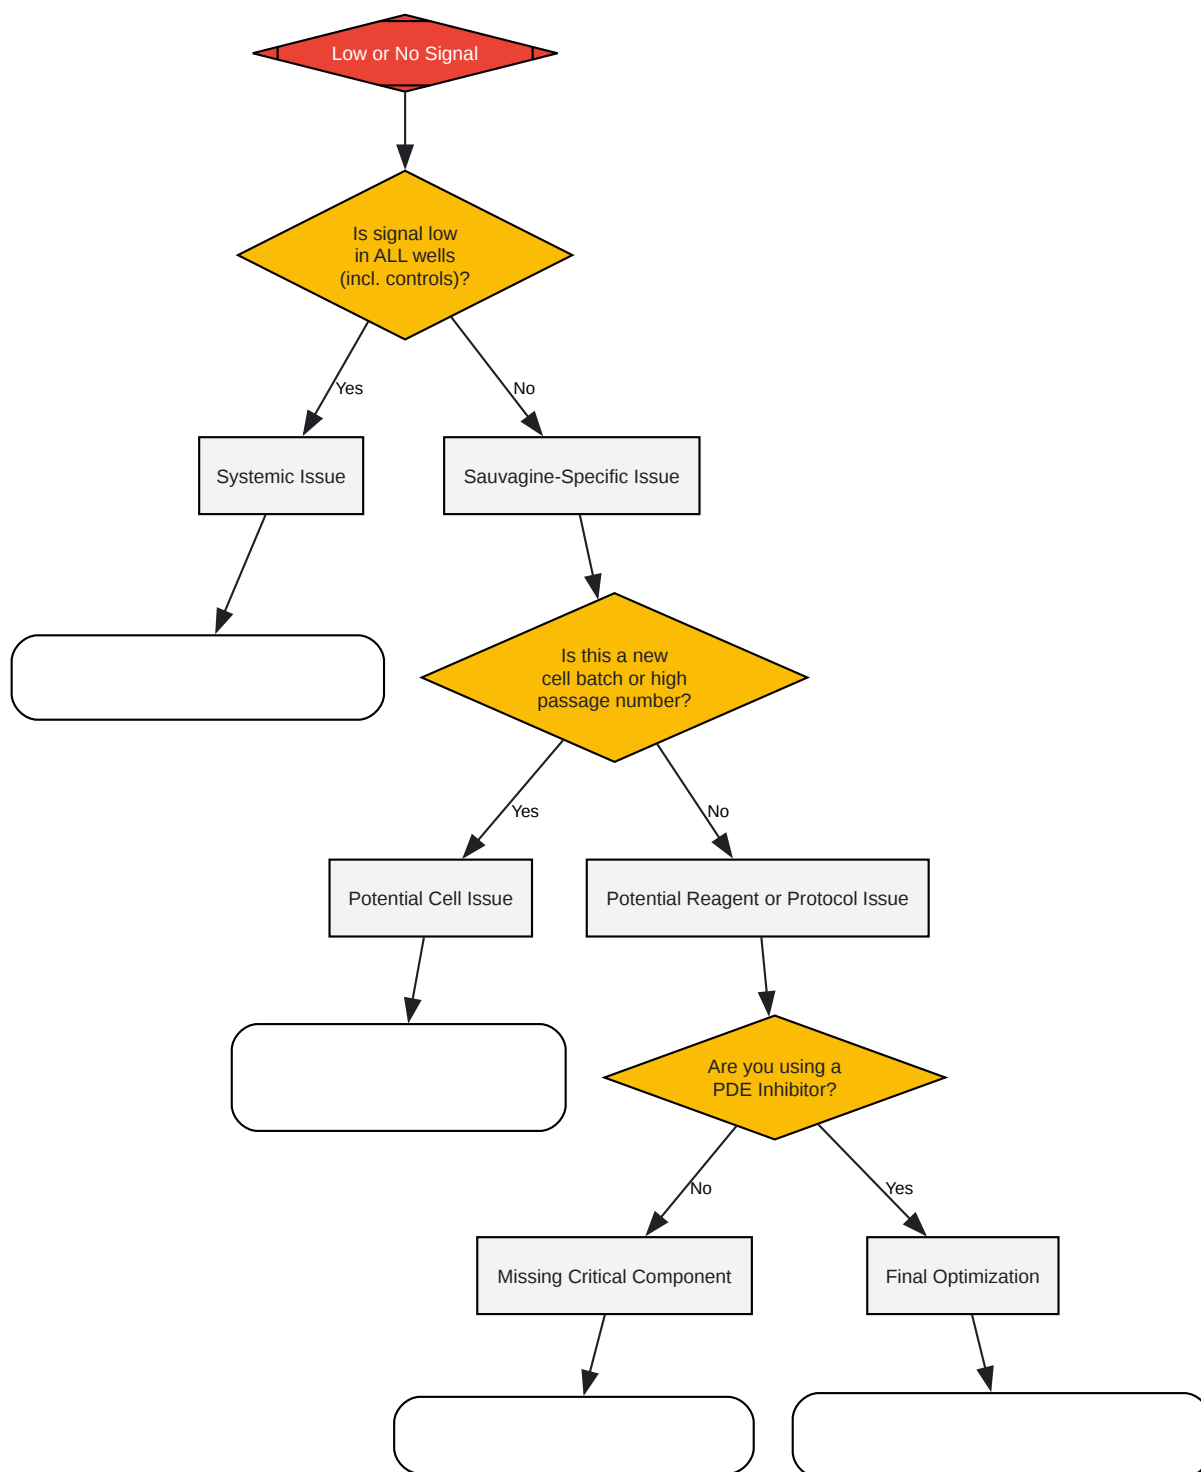 Low or No Signal
Is signal low
in ALL wells
(incl. controls)?
Yes
No
Systemic Issue
Sauvagine-Specific Issue
Is this a new
cell batch or high
passage number?
Yes
No
Potential Cell Issue
Potential Reagent or Protocol Issue
Are you using a
PDE Inhibitor?
No
Yes
Missing Critical Component
Final Optimization